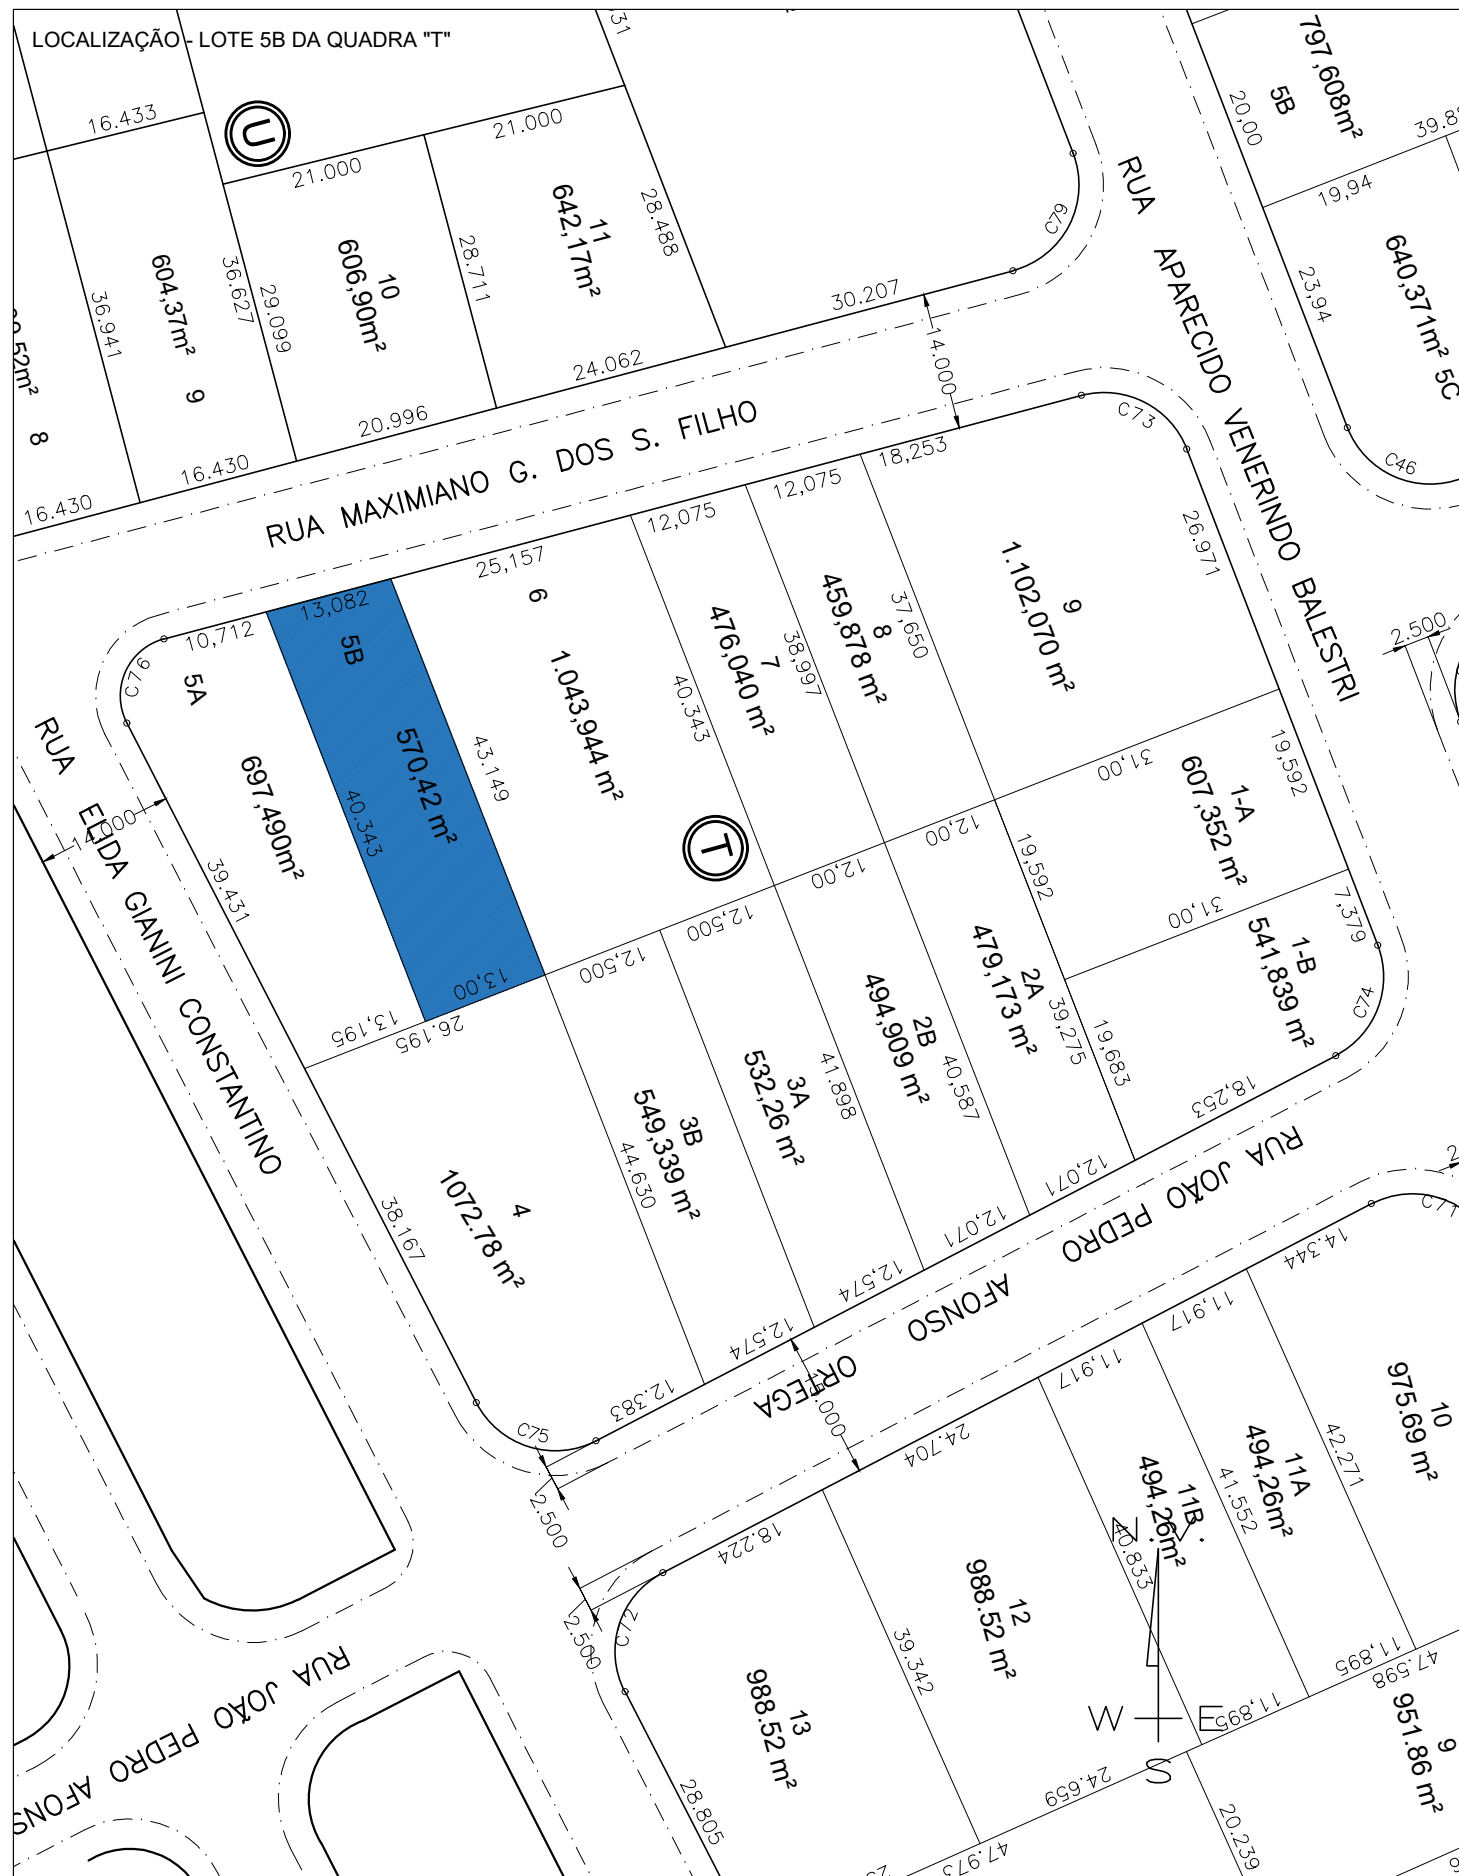 LOCALIZAÇÃO - LOTE 5B DA QUADRA "T"
16.433
U
21.000
21.000
604,37m²
9
36.941
36.627
29.099
606,90m²
10
28.711
642,17m²
11
28.488
8
16.430
16.430
20.996
24.062
30.207
C79
14.000
RUA APARECIDO VENERINDO BALESTRI
20,00
5B
797,608m²
19,94
23,94
640,371m² 5C
C46
RUA MAXIMIANO G. DOS S. FILHO
10,712
13,082
25,157
12,075
12,075
18,253
C73
26.971
C76
5A
697,490m²
39.431
40.343
5B
570,42 m²
43.149
6
1.043,944 m²
40.343
7
476,040 m²
38,997
8
459,878 m²
37,650
9
1.102,070 m²
2.500
T
31,00
19,592
1-A
607,352 m²
31,00
7,379
1-B
541,839 m²
C74
13,195
26.195
13,00
12,500
12,500
12,00
12,00
19,592
39,275
19,683
RUA ELIDA GIANINI CONSTANTINO
14.000
38.167
4
1072.78 m²
44.630
3B
549,339 m²
3A
532,26 m²
41.898
2B
494,909 m²
40,587
2A
479,173 m²
18,253
12,071
12,071
12,574
12,574
12.383
C75
RUA JOÃO PEDRO AFONSO ORTEGA
2.500
2.500
C72
18.224
24.704
11,917
11,917
14.344
C71
13
988.52 m²
28.805
39.342
12
988.52 m²
40.833
11B
494,26m²
41.552
11A
494,26m²
42.271
10
975.69 m²
11,895
11,895
47.598
24.659
47.973
20.239
9
951.86 m²
W
E
S
RUA JOÃO PEDRO AFONS